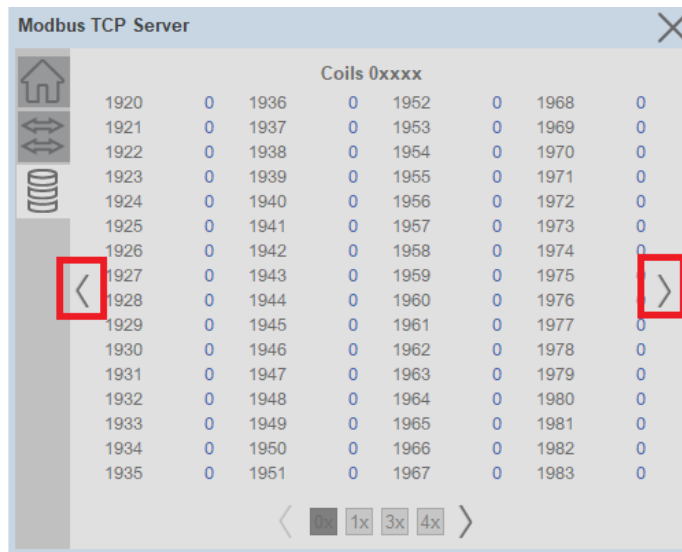 Modbus TCP Server
Coils 0xxxx
1920 0 1936 0 1952 0 1968 0
1921 0 1937 0 1953 0 1969 0
1922 0 1938 0 1954 0 1970 0
1923 0 1939 0 1955 0 1971 0
1924 0 1940 0 1956 0 1972 0
1925 0 1941 0 1957 0 1973 0
1926 0 1942 0 1958 0 1974 0
1927 0 1943 0 1959 0 1975 0
1928 0 1944 0 1960 0 1976 0
1929 0 1945 0 1961 0 1977 0
1930 0 1946 0 1962 0 1978 0
1931 0 1947 0 1963 0 1979 0
1932 0 1948 0 1964 0 1980 0
1933 0 1949 0 1965 0 1981 0
1934 0 1950 0 1966 0 1982 0
1935 0 1951 0 1967 0 1983 0
0x 1x 3x 4x